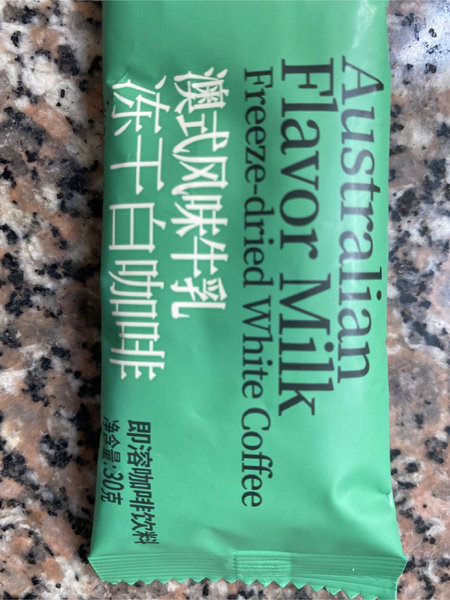 Australian
Flavor Milk
Freeze-dried White Coffee
澳式风味牛乳
冻干白咖啡
即溶咖啡饮料
净含量:30克